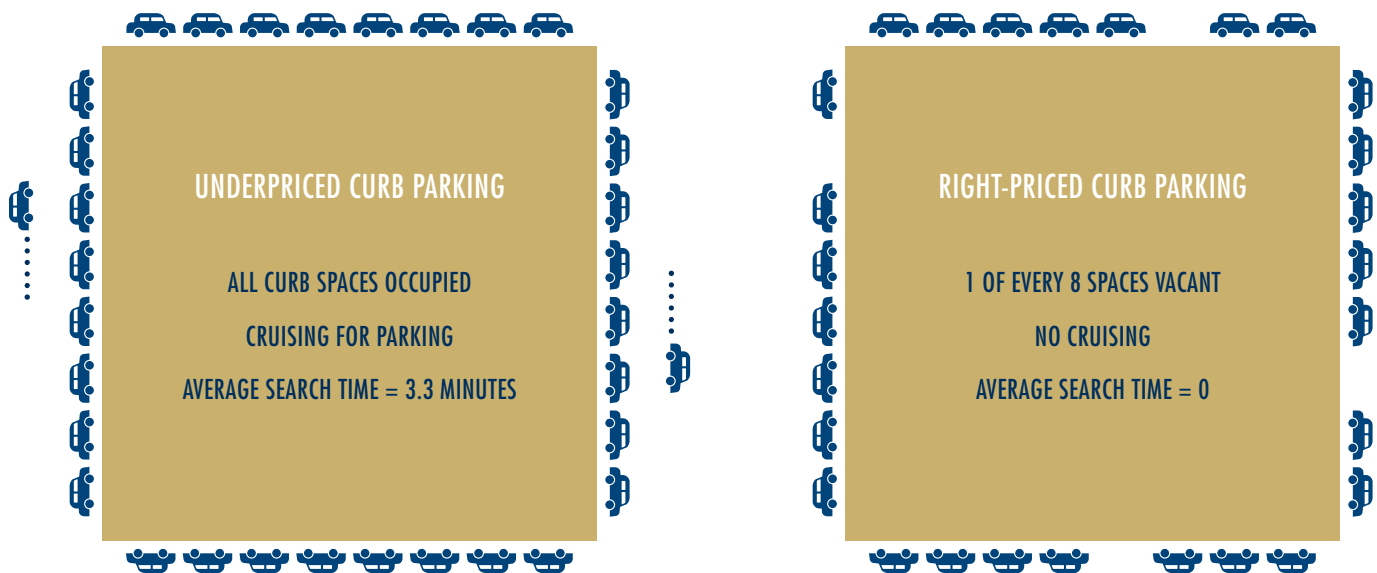 UNDERPRICED CURB PARKING
ALL CURB SPACES OCCUPIED
CRUISING FOR PARKING
AVERAGE SEARCH TIME = 3.3 MINUTES
RIGHT-PRICED CURB PARKING
1 OF EVERY 8 SPACES VACANT
NO CRUISING
AVERAGE SEARCH TIME = 0